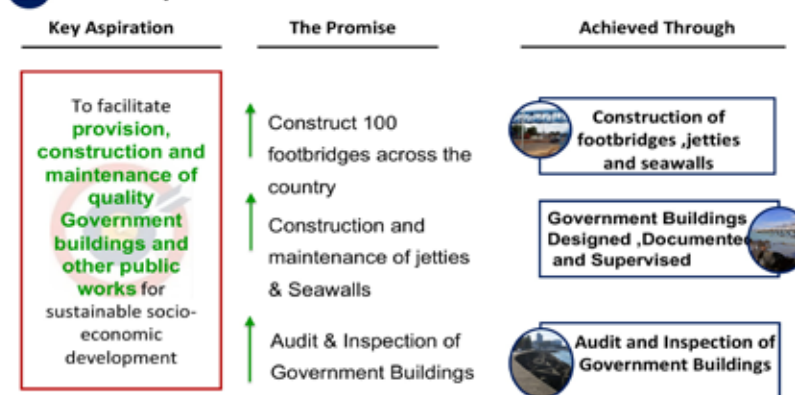 Key Aspiration
The Promise
Achieved Through
To facilitate
provision,
construction and
maintenance of
quality
Government
buildings and
other public
works for
sustainable socio-
economic
development
Construct 100
footbridges across the
country
Construction and
maintenance of jetties
& Seawalls
Audit & Inspection of
Government Buildings
Construction of
footbridges ,jetties
and seawalls
Government Buildings
Designed ,Documented
and Supervised
Audit and Inspection of
Government Buildings